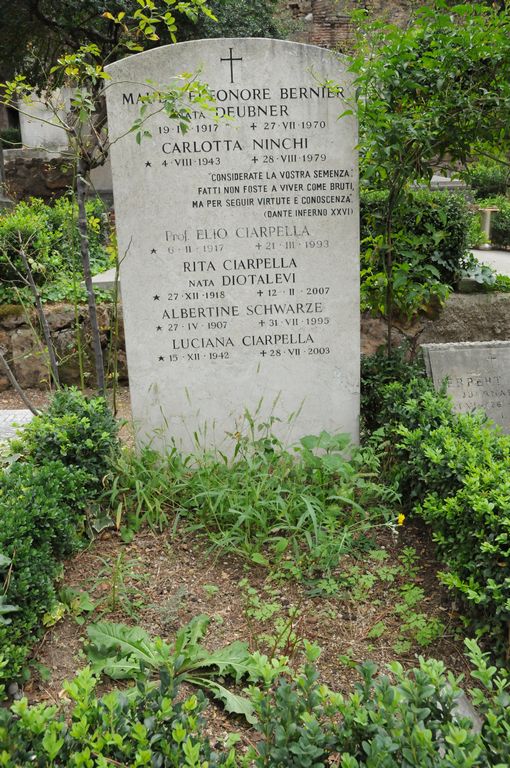 ELEONORE BERNIER
NATA DEUBNER
1917 + 27·VII·1970
CARLOTTA NINCHI
★ 4·VIII·1943 + 28·VIII·1979
"CONSIDERATE LA VOSTRA SEMENZA:
FATTI NON FOSTE A VIVER COME BRUTI,
MA PER SEGUIR VIRTUTE E CONOSCENZA"
(DANTE INFERNO XXVI)
Prof. ELIO CIARPELLA
★ 6·II·1917 +21·III·1993
RITA CIARPELLA
NATA DIOTALEVI
★ 27·XII·1918 +12·II·2007
ALBERTINE SCHWARZE
★ 27·IV·1907 +31·VII·1995
LUCIANA CIARPELLA
★ 15·XII·1942 +28·VII·2003